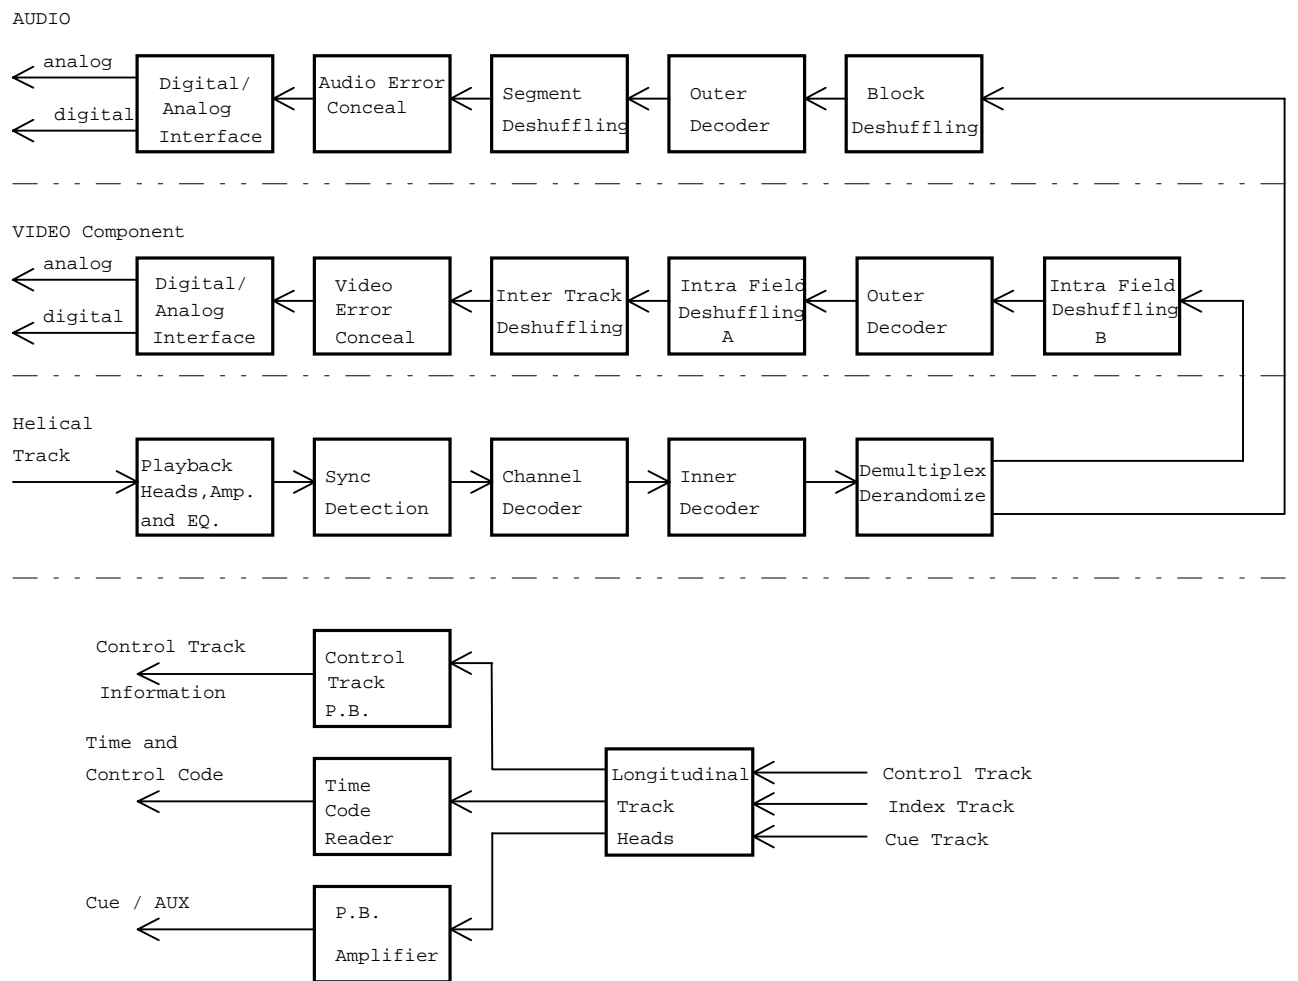 AUDIO
analog
digital
Digital/
Analog
Interface
Audio Error
Conceal
Segment
Deshuffling
Outer
Decoder
Block
Deshuffling
VIDEO Component
analog
digital
Digital/
Analog
Interface
Video
Error
Conceal
Inter Track
Deshuffling
Intra Field
Deshuffling
A
Outer
Decoder
Intra Field
Deshuffling
B
Helical
Track
Playback
Heads,Amp.
and EQ.
Sync
Detection
Channel
Decoder
Inner
Decoder
Demultiplex
Derandomize
Control Track
Information
Control
Track
P.B.
Time and
Control Code
Time
Code
Reader
Longitudinal
Track
Heads
Control Track
Index Track
Cue Track
Cue / AUX
P.B.
Amplifier